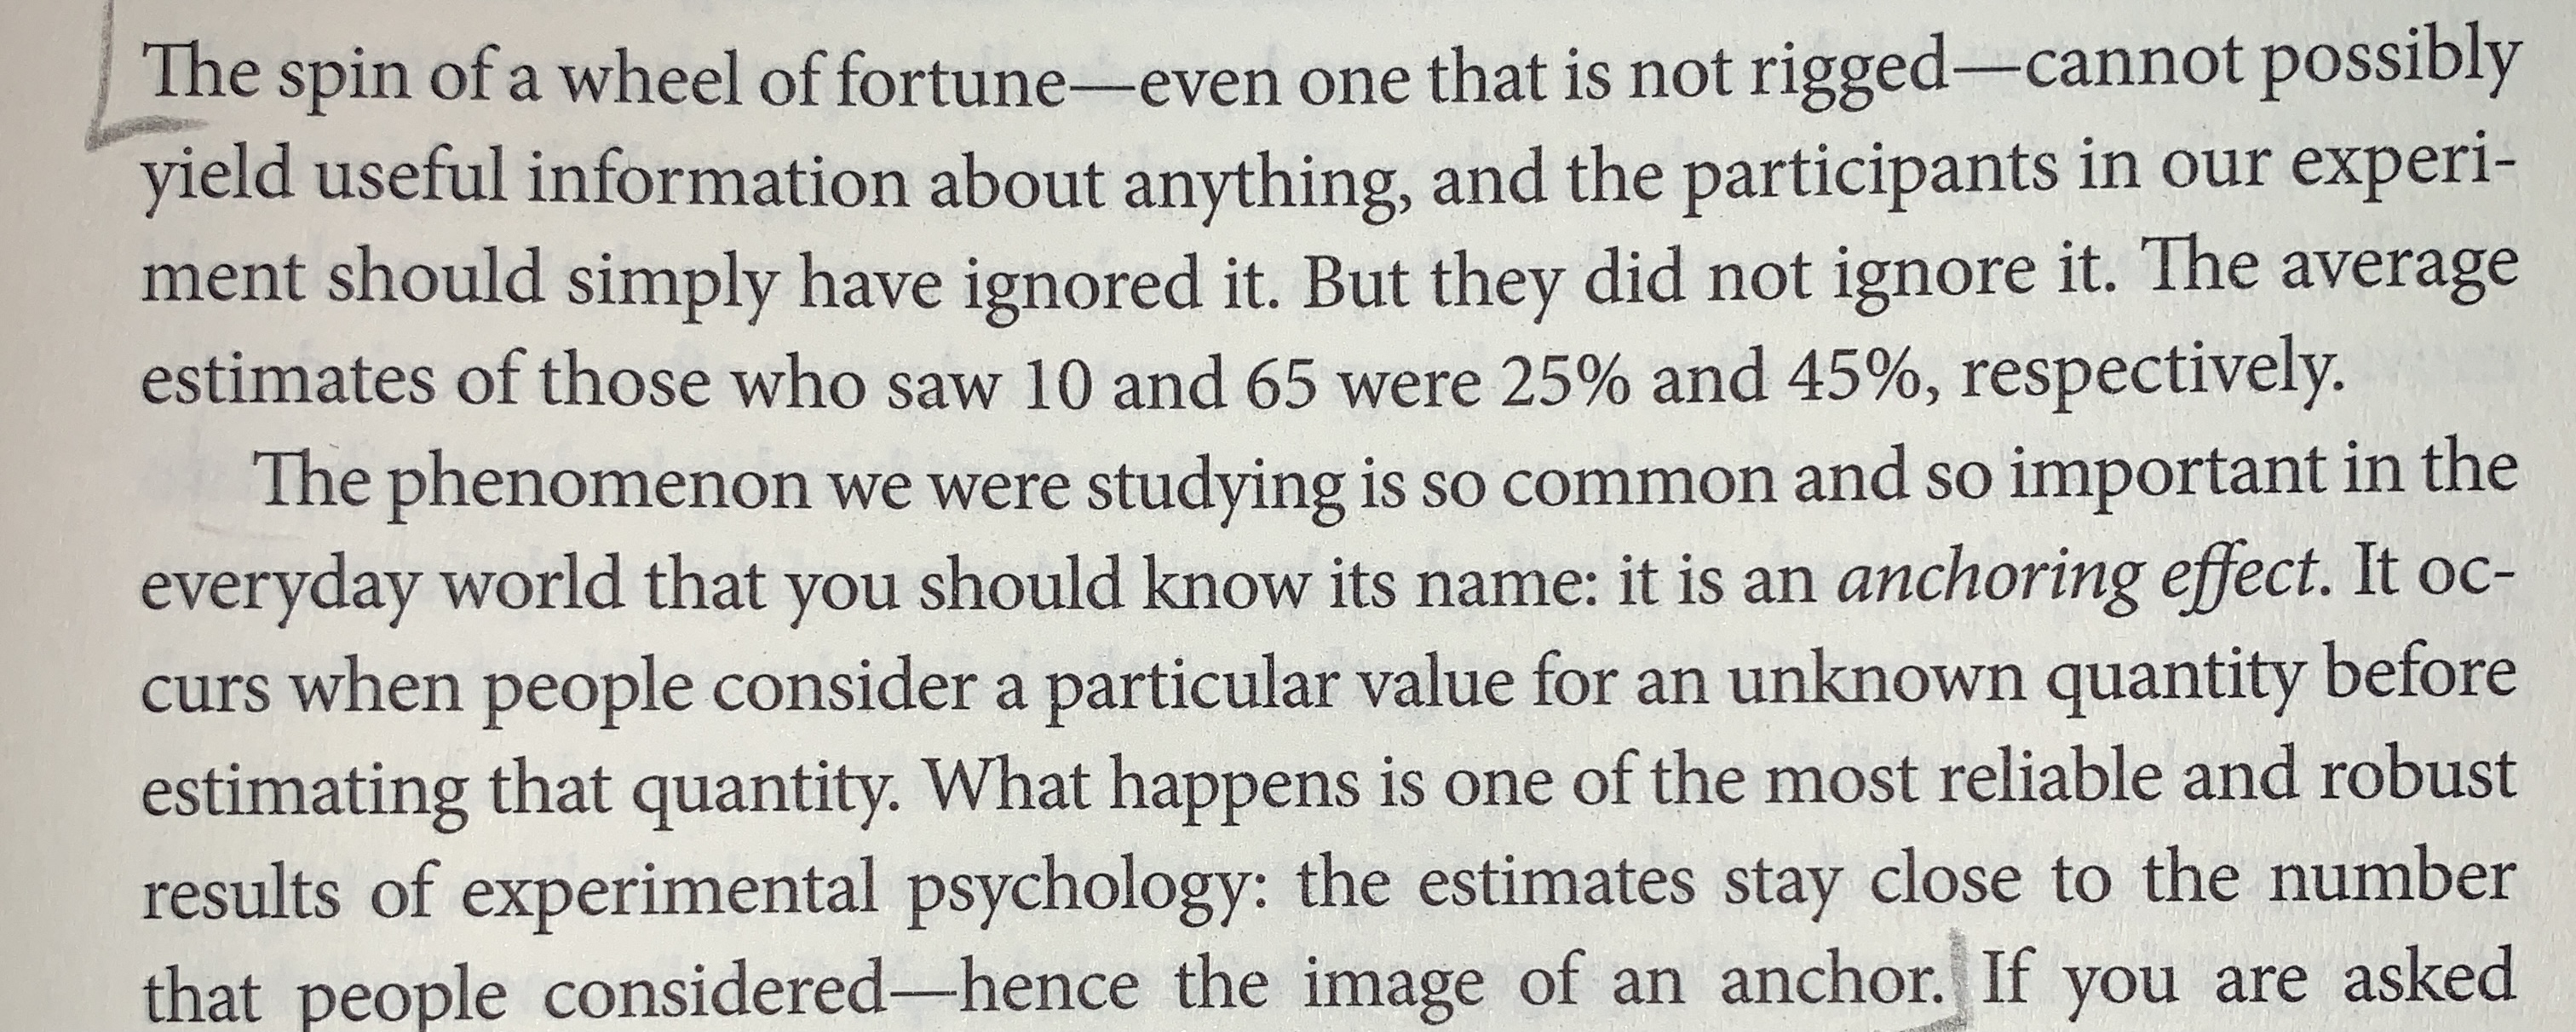 The spin of a wheel of fortune—even one that is not rigged—cannot possibly
yield useful information about anything, and the participants in our experi-
ment should simply have ignored it. But they did not ignore it. The average
estimates of those who saw 10 and 65 were 25% and 45%, respectively.
The phenomenon we were studying is so common and so important in the
everyday world that you should know its name: it is an anchoring effect. It oc-
curs when people consider a particular value for an unknown quantity before
estimating that quantity. What happens is one of the most reliable and robust
results of experimental psychology: the estimates stay close to the number
that people considered—hence the image of an anchor. If you are asked